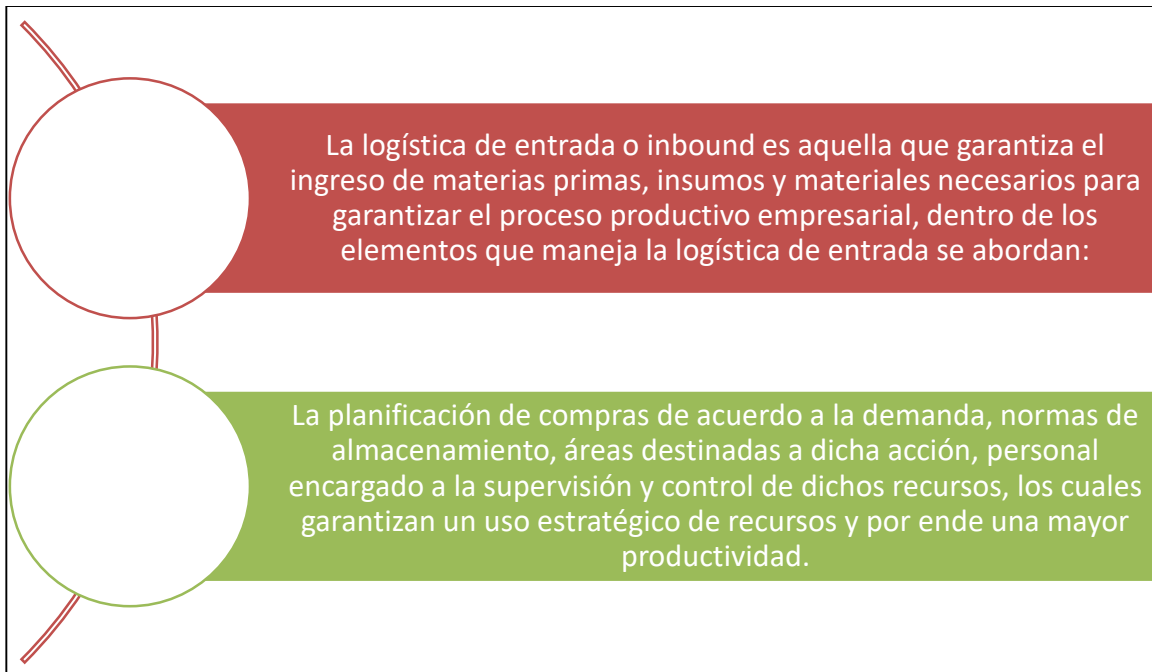 La logística de entrada o inbound es aquella que garantiza el
ingreso de materias primas, insumos y materiales necesarios para
garantizar el proceso productivo empresarial, dentro de los
elementos que maneja la logística de entrada se abordan:
La planificación de compras de acuerdo a la demanda, normas de
almacenamiento, áreas destinadas a dicha acción, personal
encargado a la supervisión y control de dichos recursos, los cuales
garantizan un uso estratégico de recursos y por ende una mayor
productividad.